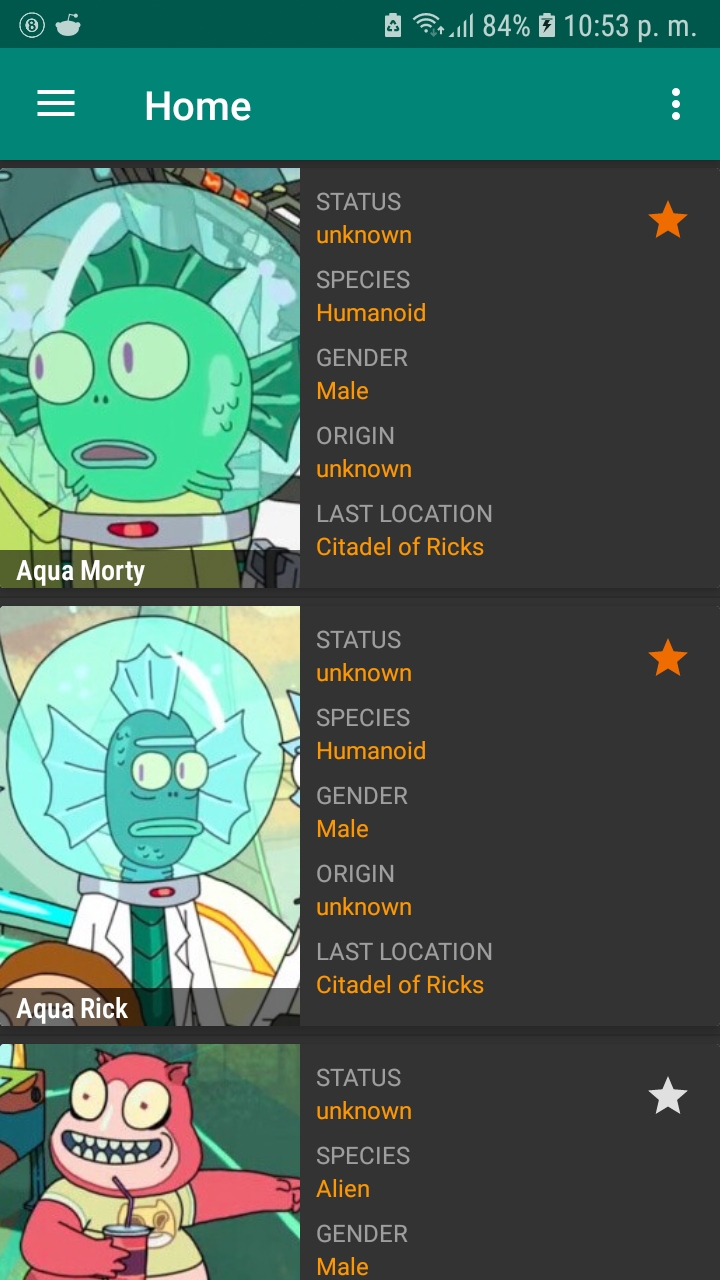 84% 10:53 p. m.
Home
STATUS
unknown
SPECIES
Humanoid
GENDER
Male
ORIGIN
unknown
LAST LOCATION
Citadel of Ricks
Aqua Morty
STATUS
unknown
SPECIES
Humanoid
GENDER
Male
ORIGIN
unknown
LAST LOCATION
Citadel of Ricks
Aqua Rick
STATUS
unknown
SPECIES
Alien
GENDER
Male